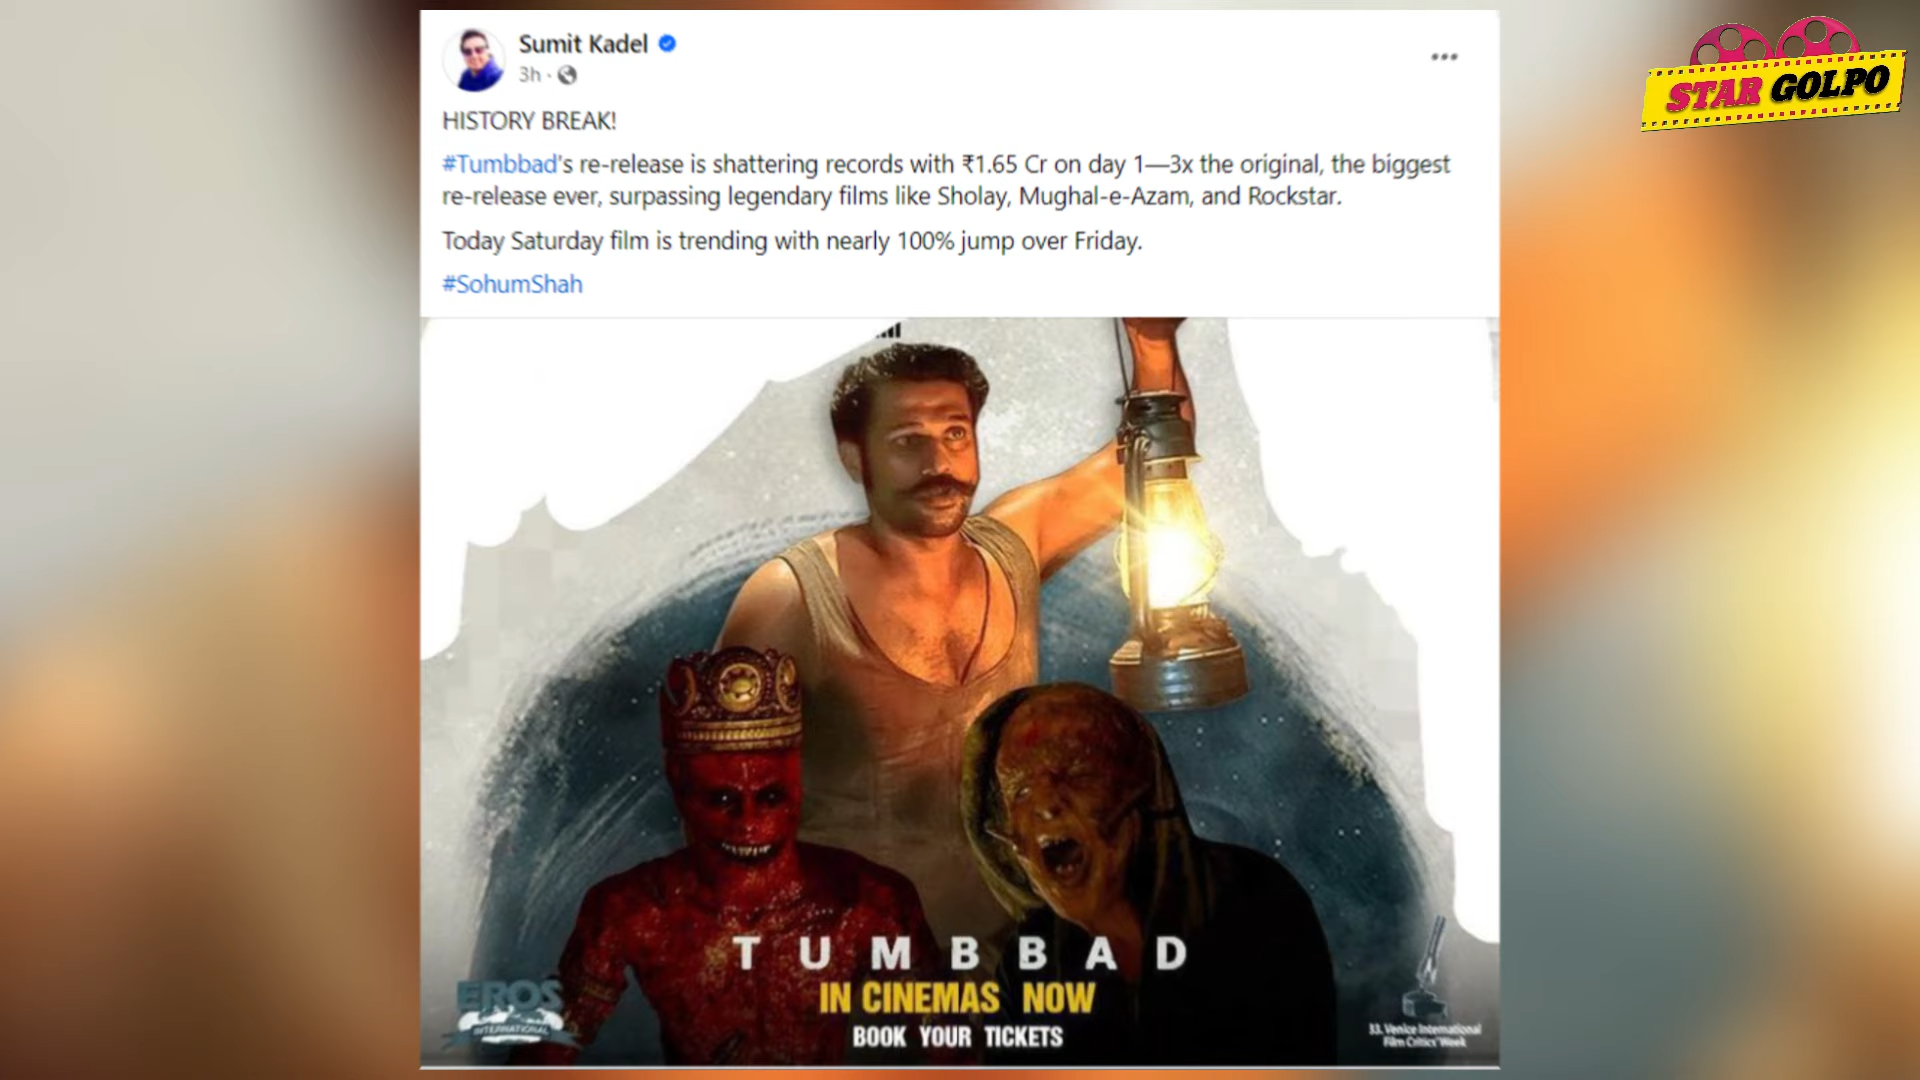 Sumit Kadel
3h ·
STAR GOLPO
HISTORY BREAK!
#Tumbbad's re-release is shattering records with ₹1.65 Cr on day 1—3x the original, the biggest
re-release ever, surpassing legendary films like Sholay, Mughal-e-Azam, and Rockstar.
Today Saturday film is trending with nearly 100% jump over Friday.
#SohumShah
TUMBBAD
IN CINEMAS NOW
BOOK YOUR TICKETS
EROS
INTERNATIONAL
33. Venice International
Film Critics' Week